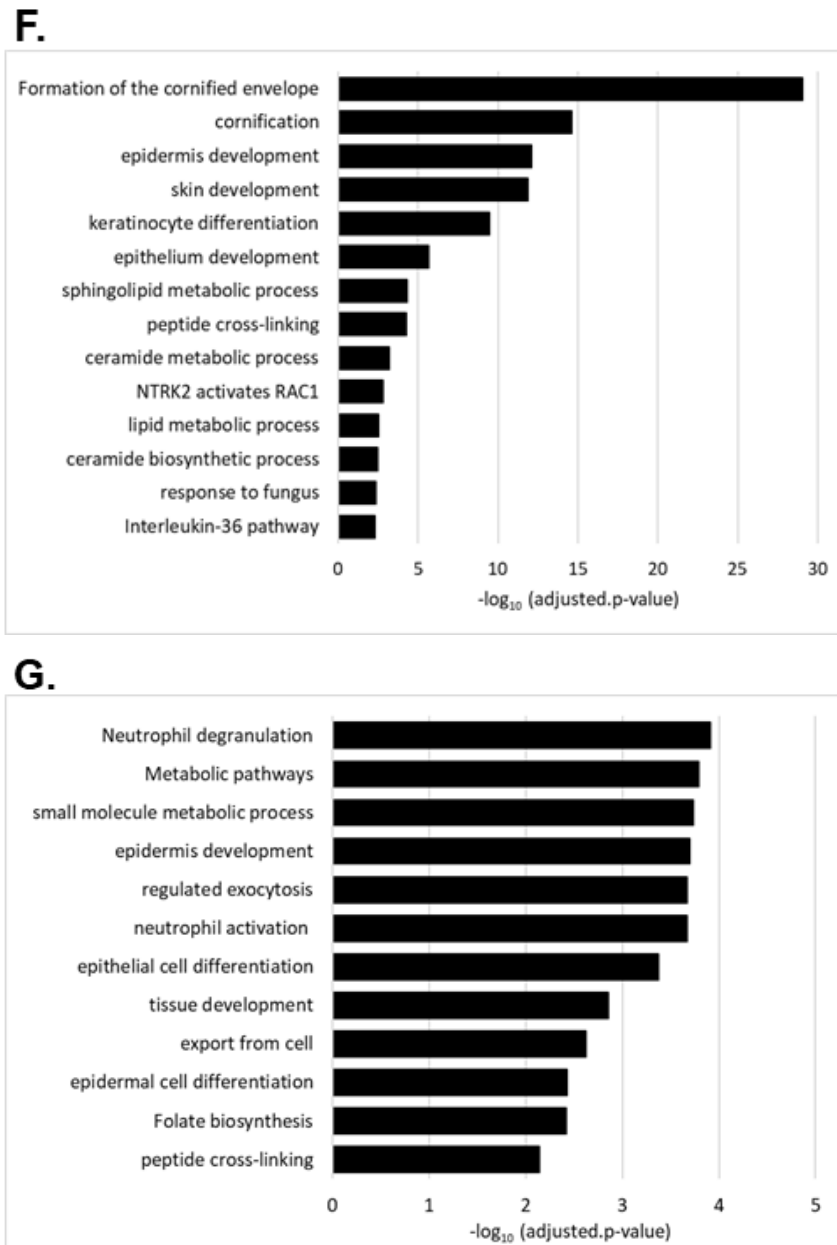 F.
Formation of the cornified envelope
cornification
epidermis development
skin development
keratinocyte differentiation
epithelium development
sphingolipid metabolic process
peptide cross-linking
ceramide metabolic process
NTRK2 activates RAC1
lipid metabolic process
ceramide biosynthetic process
response to fungus
Interleukin-36 pathway
0 5 10 15 20 25 30
-log₁₀ (adjusted.p-value)
G.
Neutrophil degranulation
Metabolic pathways
small molecule metabolic process
epidermis development
regulated exocytosis
neutrophil activation
epithelial cell differentiation
tissue development
export from cell
epidermal cell differentiation
Folate biosynthesis
peptide cross-linking
0 1 2 3 4 5
-log₁₀ (adjusted.p-value)